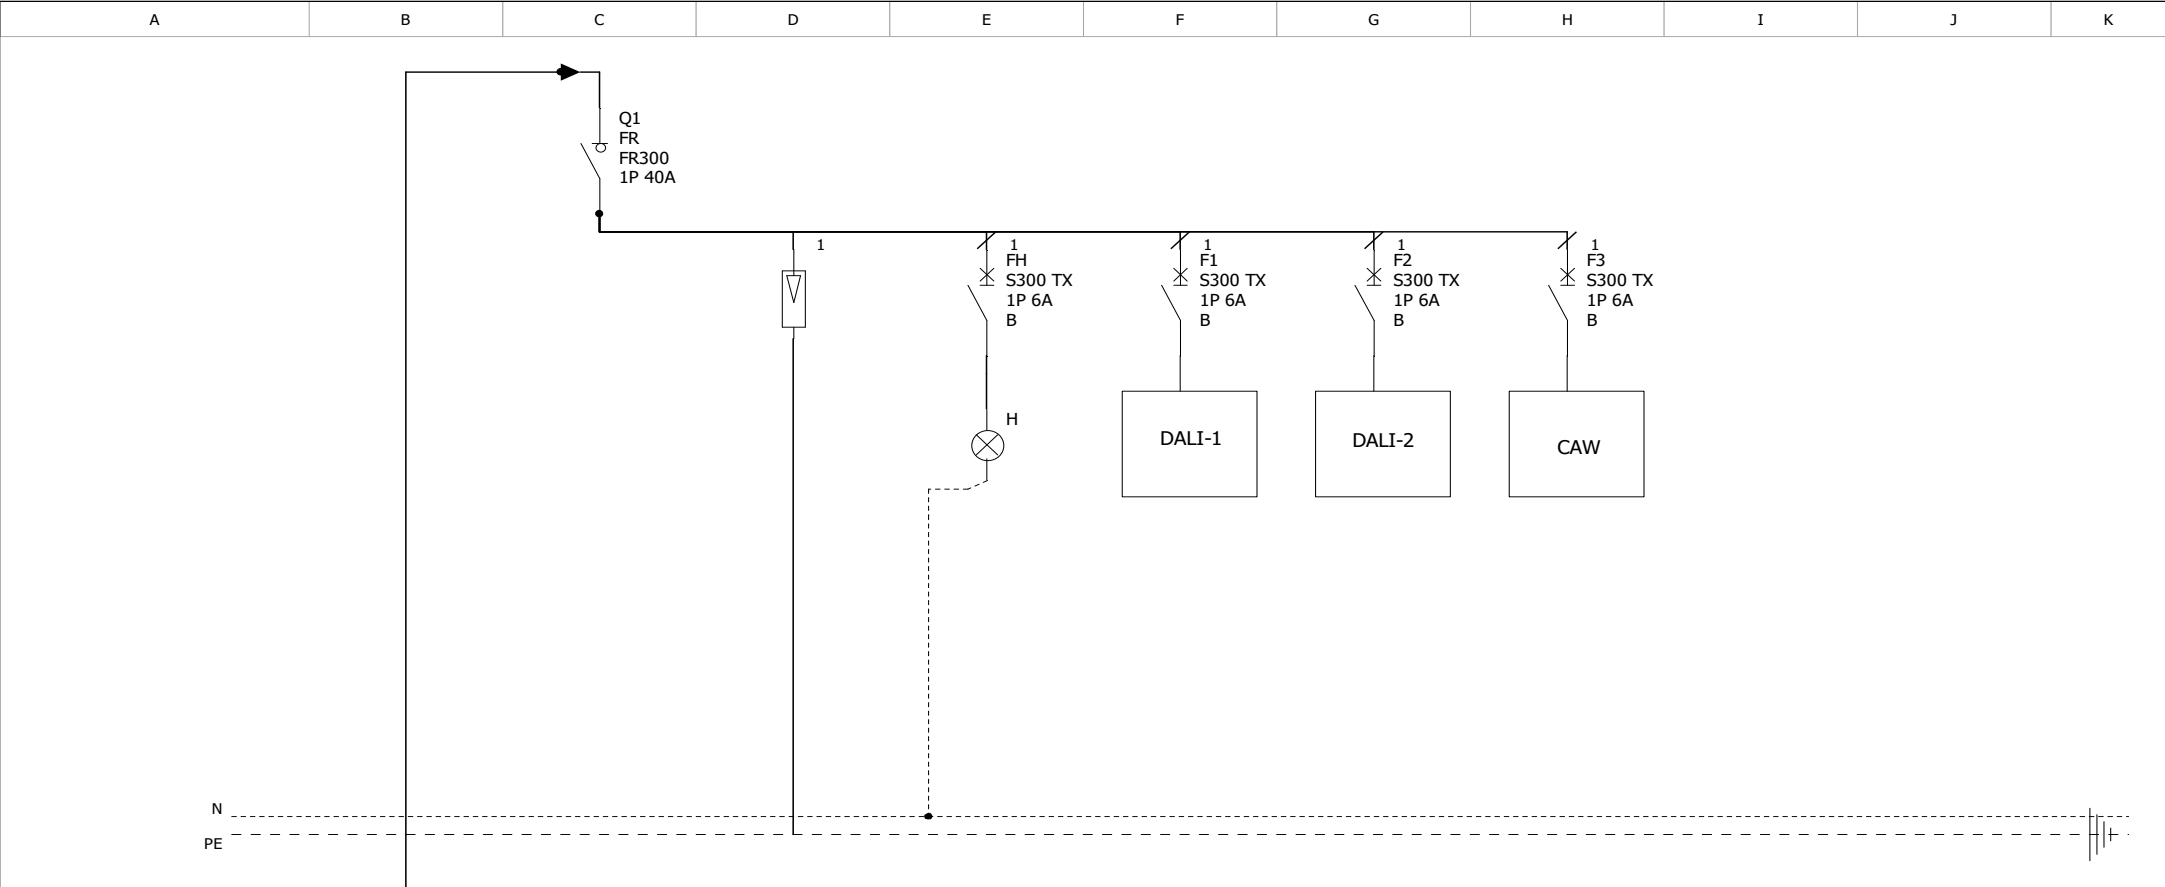 A B C D E F G H I J K
Q1
FR
FR300
1P 40A
1
1
FH
S300 TX
1P 6A
B
1
F1
S300 TX
1P 6A
B
1
F2
S300 TX
1P 6A
B
1
F3
S300 TX
1P 6A
B
H
DALI-1
DALI-2
CAW
N
PE